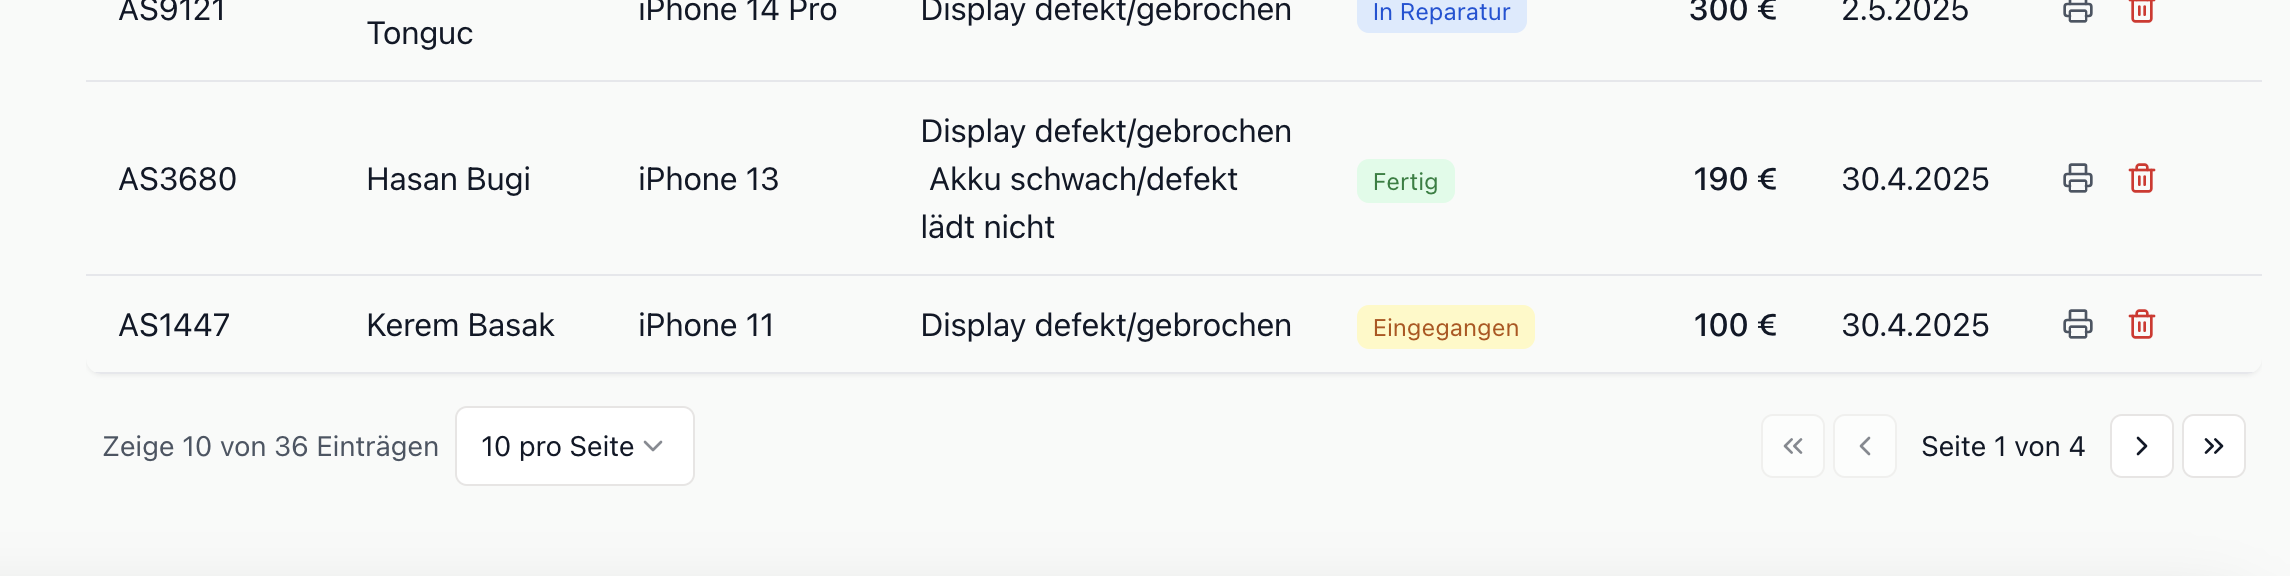 AS9121 iPhone 14 Pro Display defekt/gebrochen In Reparatur 300 € 2.5.2025
Tonguc
Display defekt/gebrochen
AS3680 Hasan Bugi iPhone 13 Akku schwach/defekt Fertig 190 € 30.4.2025
lädt nicht
AS1447 Kerem Basak iPhone 11 Display defekt/gebrochen Eingegangen 100 € 30.4.2025
Zeige 10 von 36 Einträgen 10 pro Seite « ‹ Seite 1 von 4 › »